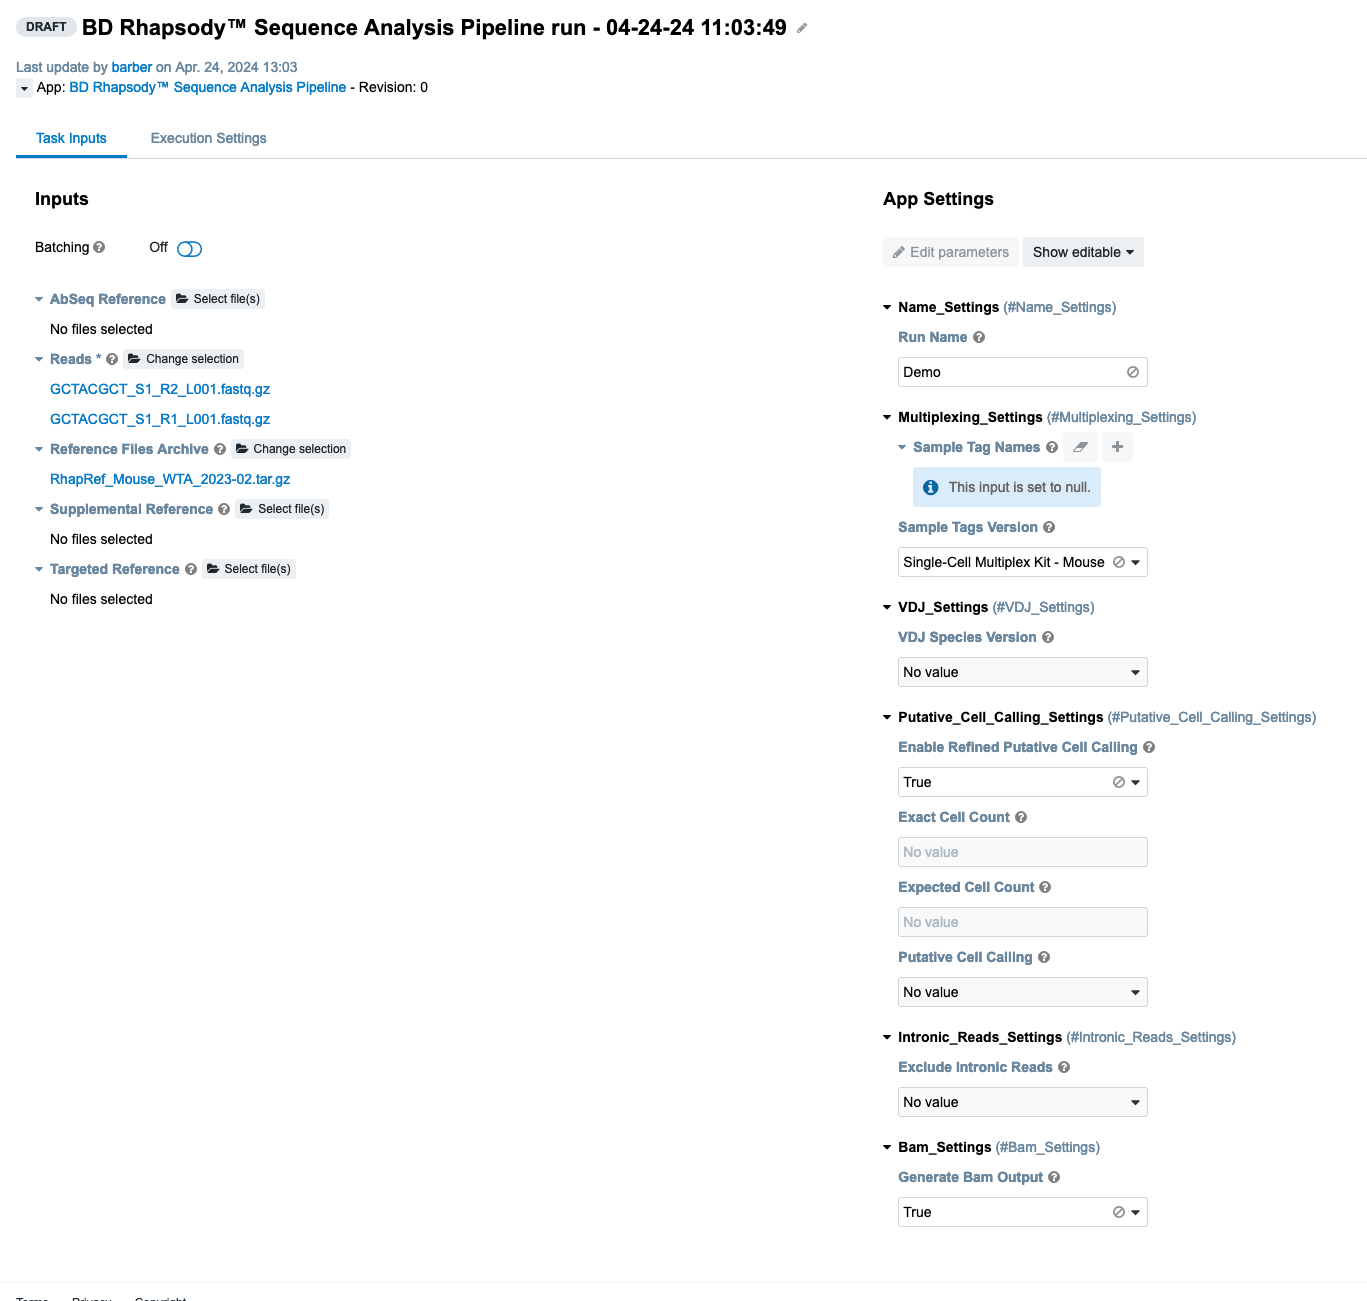 DRAFT BD Rhapsody™ Sequence Analysis Pipeline run - 04-24-24 11:03:49
Last update by barber on Apr. 24, 2024 13:03
App: BD Rhapsody™ Sequence Analysis Pipeline - Revision: 0
Task Inputs Execution Settings
Inputs
Batching Off
AbSeq Reference Select file(s)
No files selected
Reads * Change selection
GCTACGCT_S1_R2_L001.fastq.gz
GCTACGCT_S1_R1_L001.fastq.gz
Reference Files Archive Change selection
RhapRef_Mouse_WTA_2023-02.tar.gz
Supplemental Reference Select file(s)
No files selected
Targeted Reference Select file(s)
No files selected
App Settings
Edit parameters Show editable
Name_Settings (#Name_Settings)
Run Name
Demo
Multiplexing_Settings (#Multiplexing_Settings)
Sample Tag Names
This input is set to null.
Sample Tags Version
Single-Cell Multiplex Kit - Mouse
VDJ_Settings (#VDJ_Settings)
VDJ Species Version
No value
Putative_Cell_Calling_Settings (#Putative_Cell_Calling_Settings)
Enable Refined Putative Cell Calling
True
Exact Cell Count
No value
Expected Cell Count
No value
Putative Cell Calling
No value
Intronic_Reads_Settings (#Intronic_Reads_Settings)
Exclude Intronic Reads
No value
Bam_Settings (#Bam_Settings)
Generate Bam Output
True
Terms Privacy Copyright